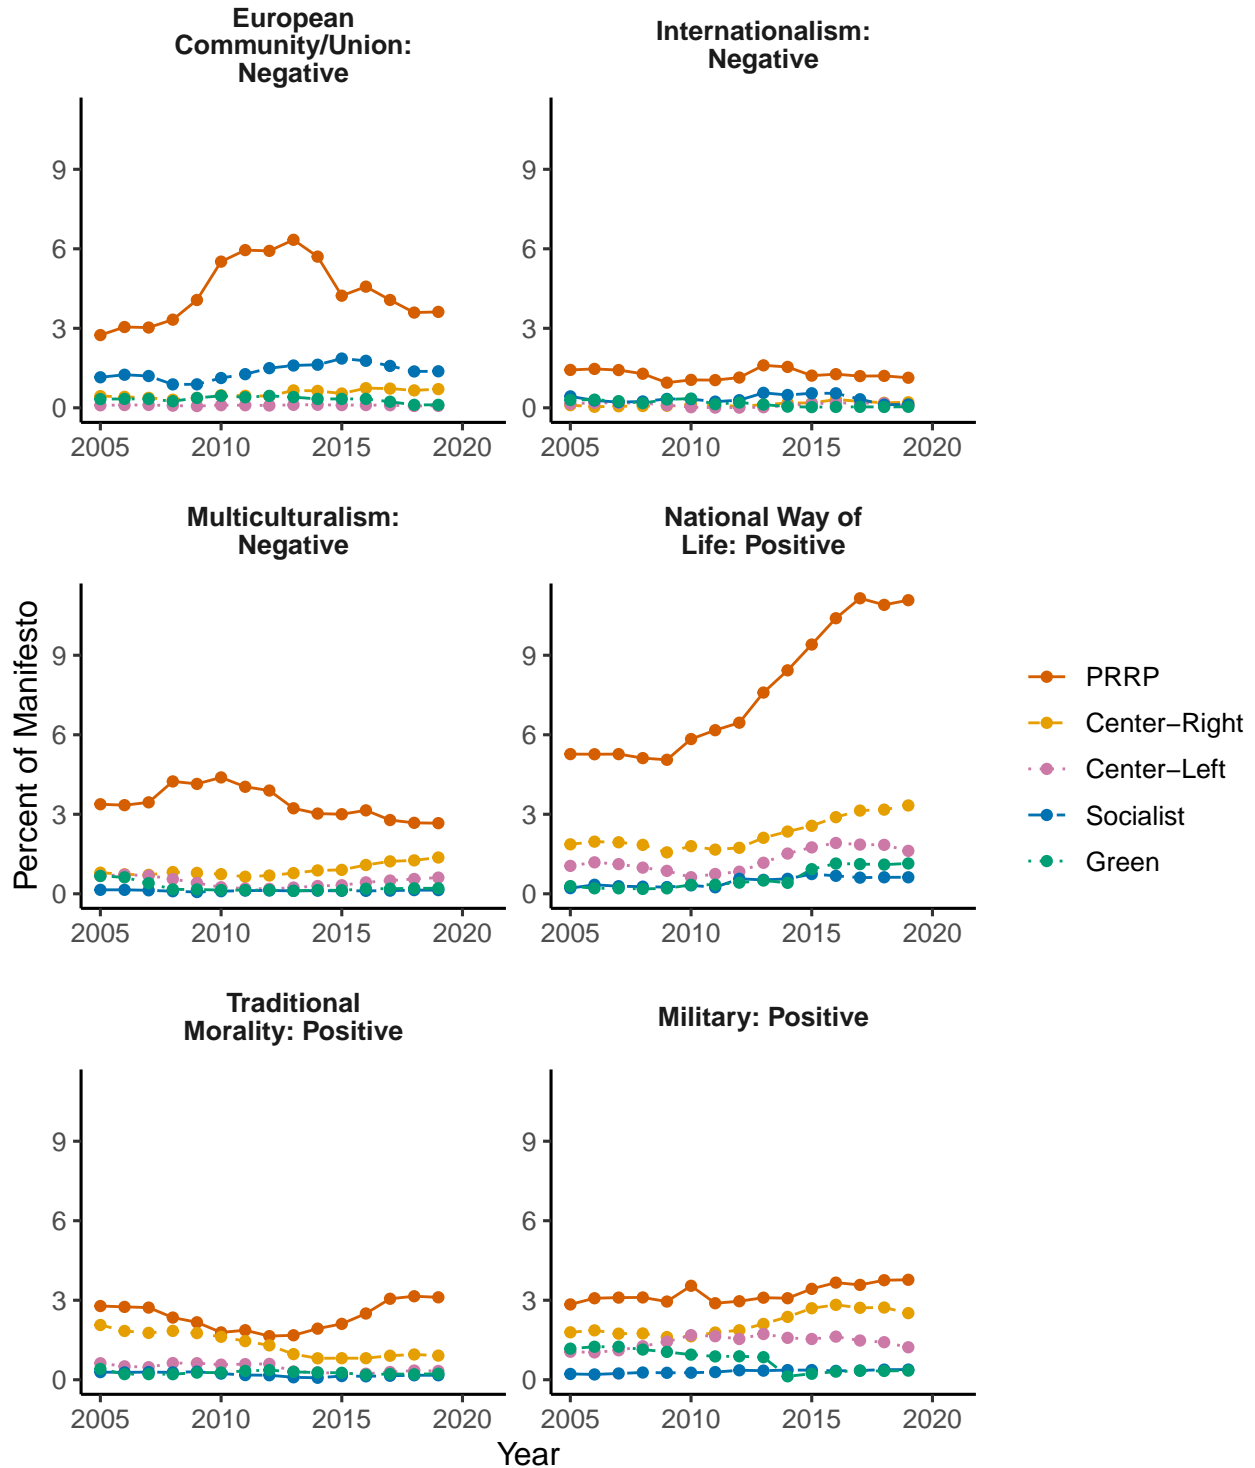 European
Community/Union:
Negative
Internationalism:
Negative
9
6
3
0
2005 2010 2015 2020
9
6
3
0
2005 2010 2015 2020
Multiculturalism:
Negative
National Way of
Life: Positive
9
6
3
0
2005 2010 2015 2020
9
6
3
0
2005 2010 2015 2020
Traditional
Morality: Positive
Military: Positive
9
6
3
0
2005 2010 2015 2020
9
6
3
0
2005 2010 2015 2020
Percent of Manifesto
Year
PRRP
Center−Right
Center−Left
Socialist
Green